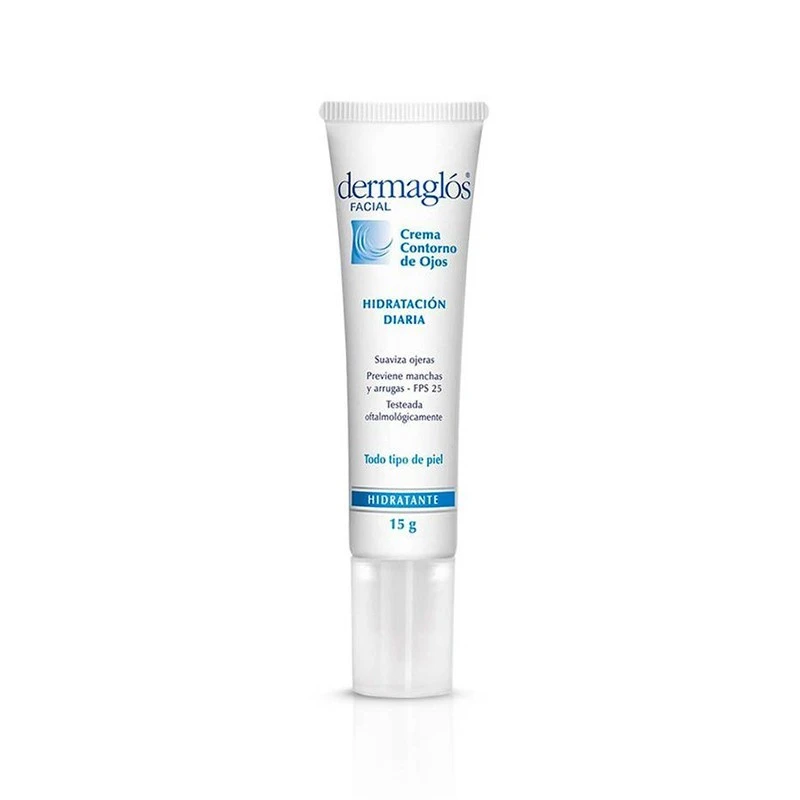 dermaglós®
FACIAL
Crema
Contorno
de Ojos
HIDRATACIÓN
DIARIA
Suaviza ojeras
Previene manchas
y arrugas - FPS 25
Testeada
oftalmológicamente
Todo tipo de piel
HIDRATANTE
15 g